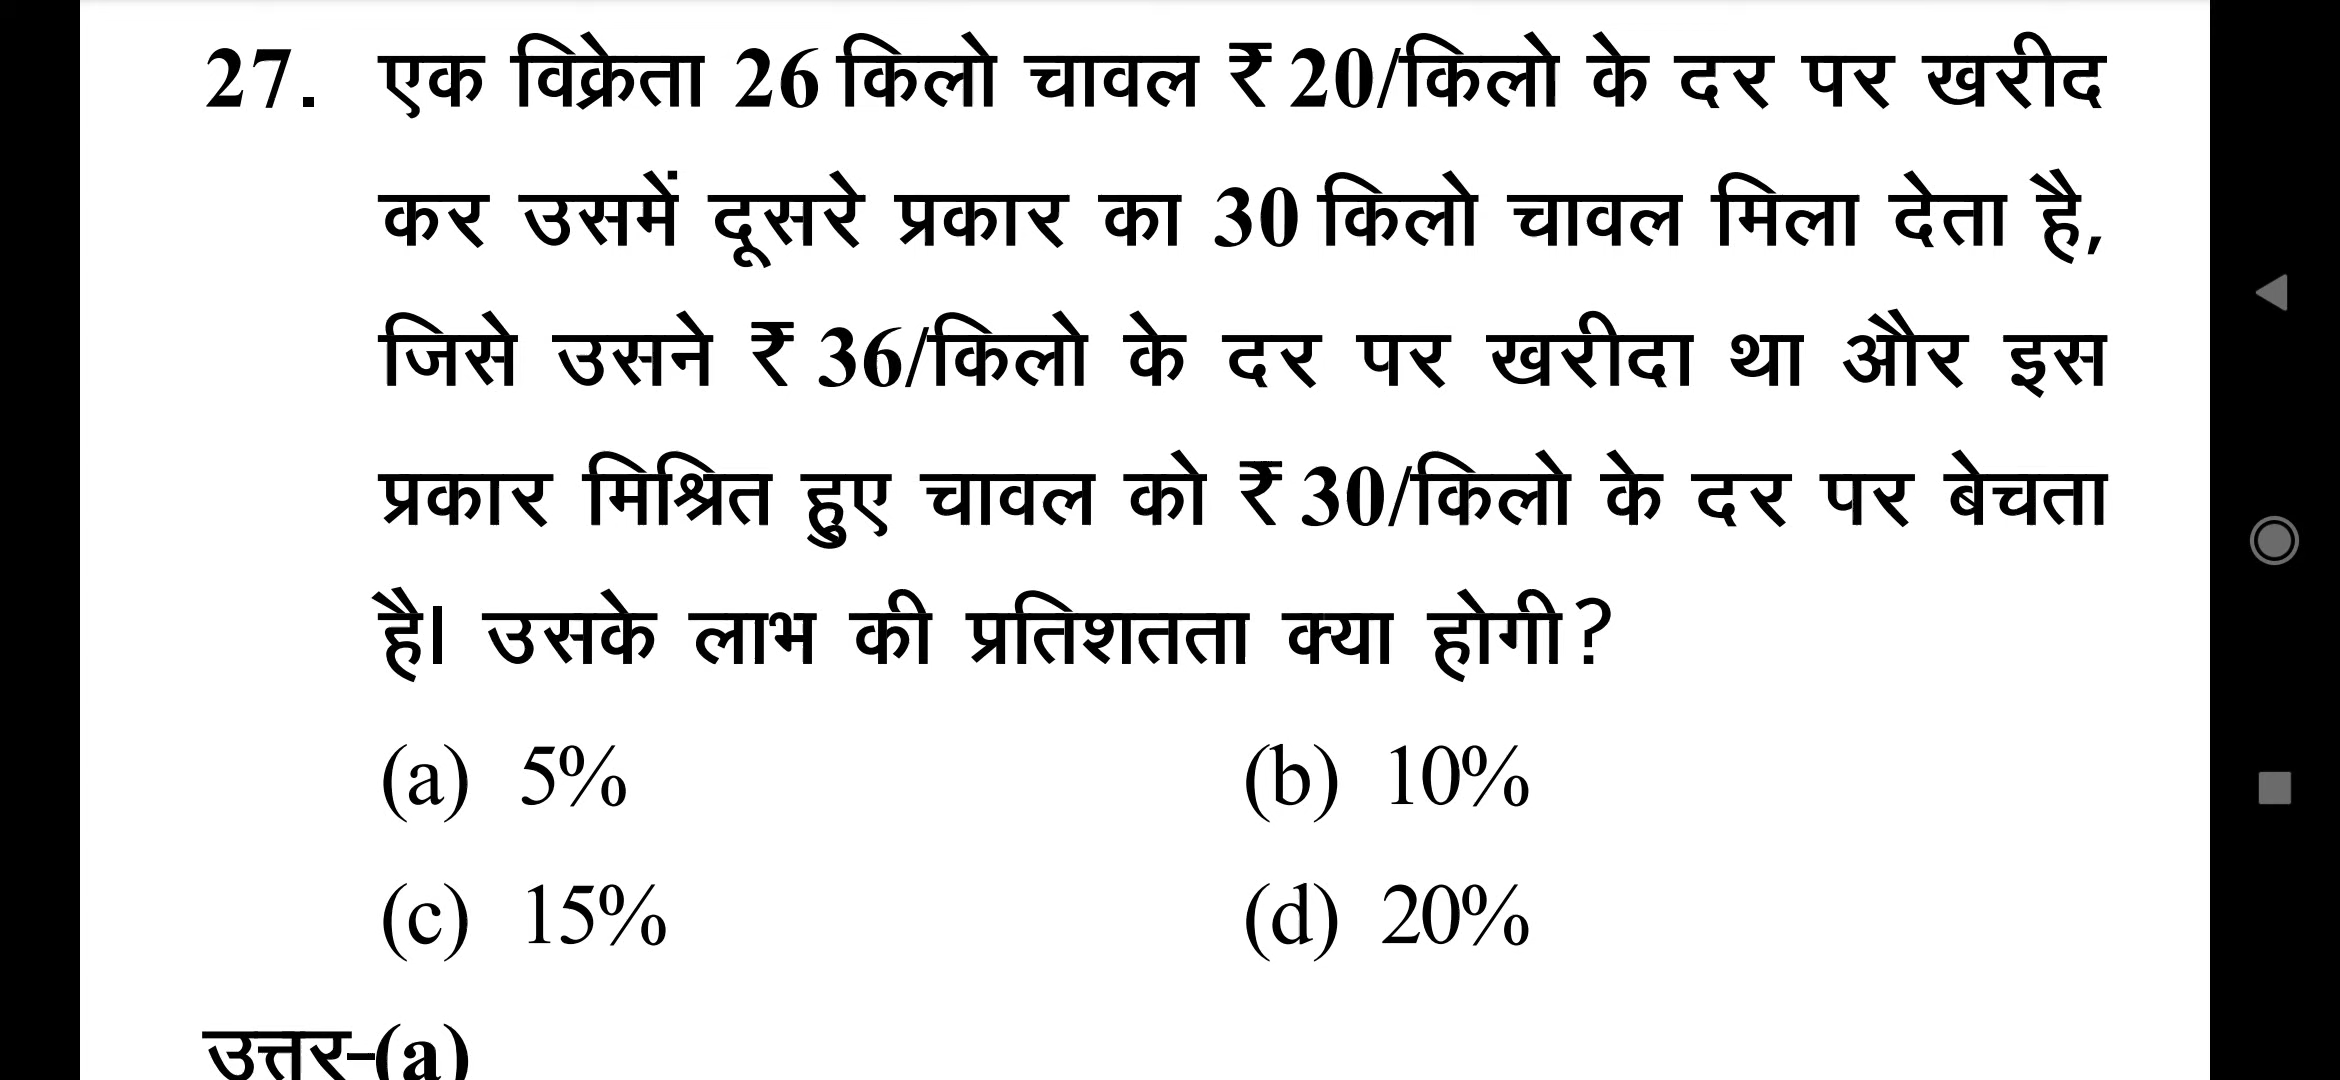 27. एक विक्रेता 26 किलो चावल ₹ 20/किलो के दर पर खरीद
कर उसमें दूसरे प्रकार का 30 किलो चावल मिला देता है,
जिसे उसने ₹ 36/किलो के दर पर खरीदा था और इस
प्रकार मिश्रित हुए चावल को ₹ 30/किलो के दर पर बेचता
है। उसके लाभ की प्रतिशतता क्या होगी?
(a) 5% (b) 10%
(c) 15% (d) 20%
उत्तर-(a)